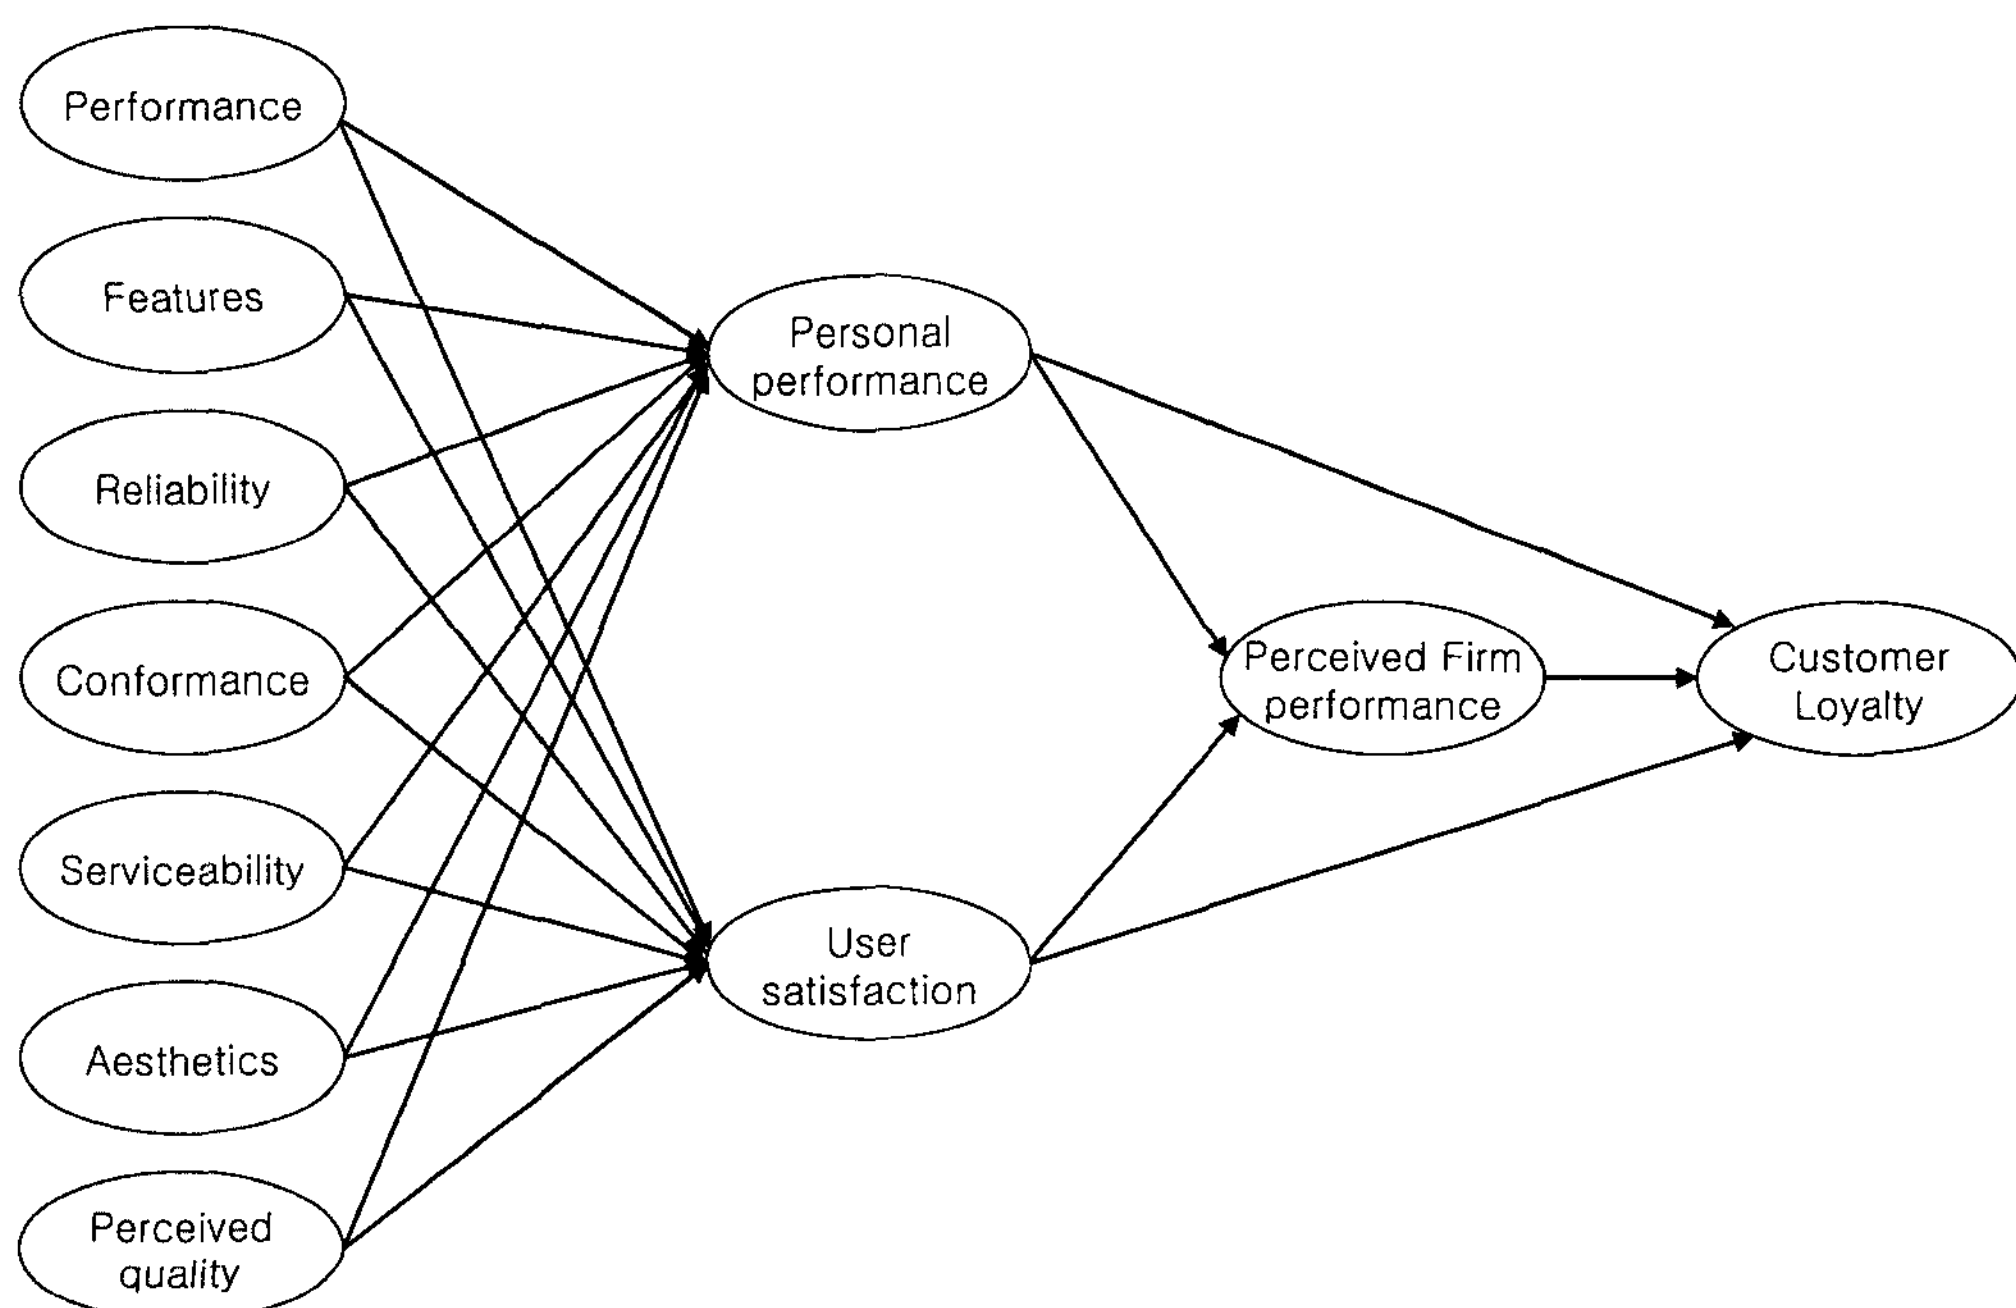 Performance
Features
Reliability
Conformance
Serviceability
Aesthetics
Perceived
quality
Personal
performance
User
satisfaction
Perceived Firm
performance
Customer
Loyalty